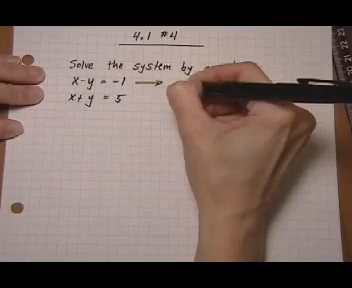 4.1 #4
Solve the system by
x-y = -1
x+y = 5